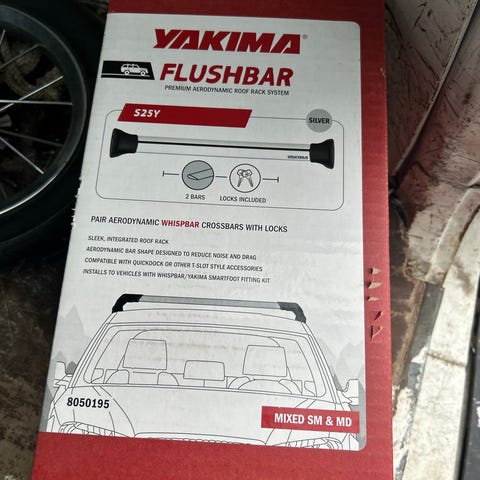 YAKIMA®
FLUSHBAR
PREMIUM AERODYNAMIC ROOF RACK SYSTEM
S25Y
SILVER
YAKIMA
2 BARS
LOCKS INCLUDED
PAIR AERODYNAMIC WHISPBAR CROSSBARS WITH LOCKS
SLEEK, INTEGRATED ROOF RACK
AERODYNAMIC BAR SHAPE DESIGNED TO REDUCE NOISE AND DRAG
COMPATIBLE WITH QUICKDOCK OR OTHER T-SLOT STYLE ACCESSORIES
INSTALLS TO VEHICLES WITH WHISPBAR/YAKIMA SMARTFOOT FITTING KIT
8050195
MIXED SM & MD